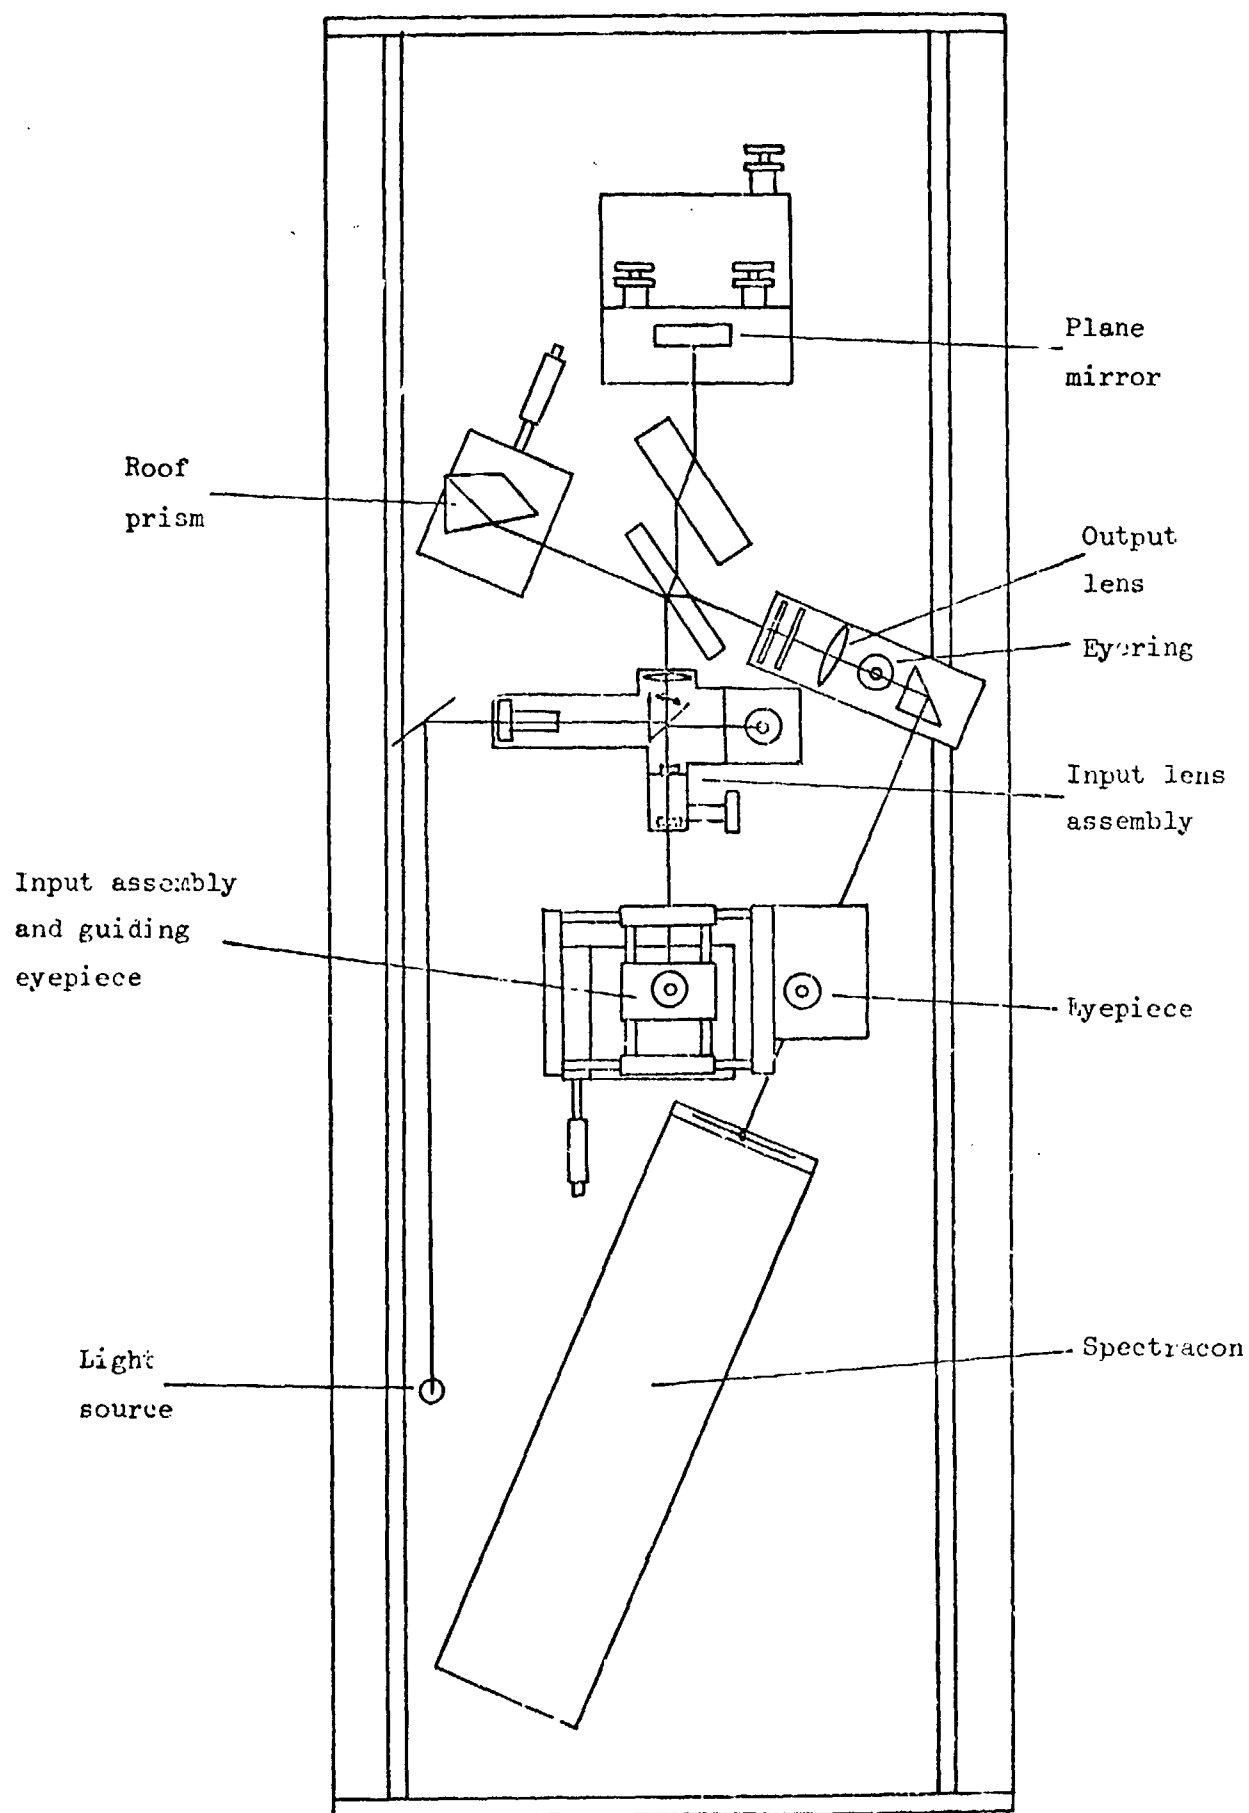 Plane
mirror
Roof
prism
Output
lens
Eyering
Input lens
assembly
Input assembly
and guiding
eyepiece
Eyepiece
Light
source
Spectracon